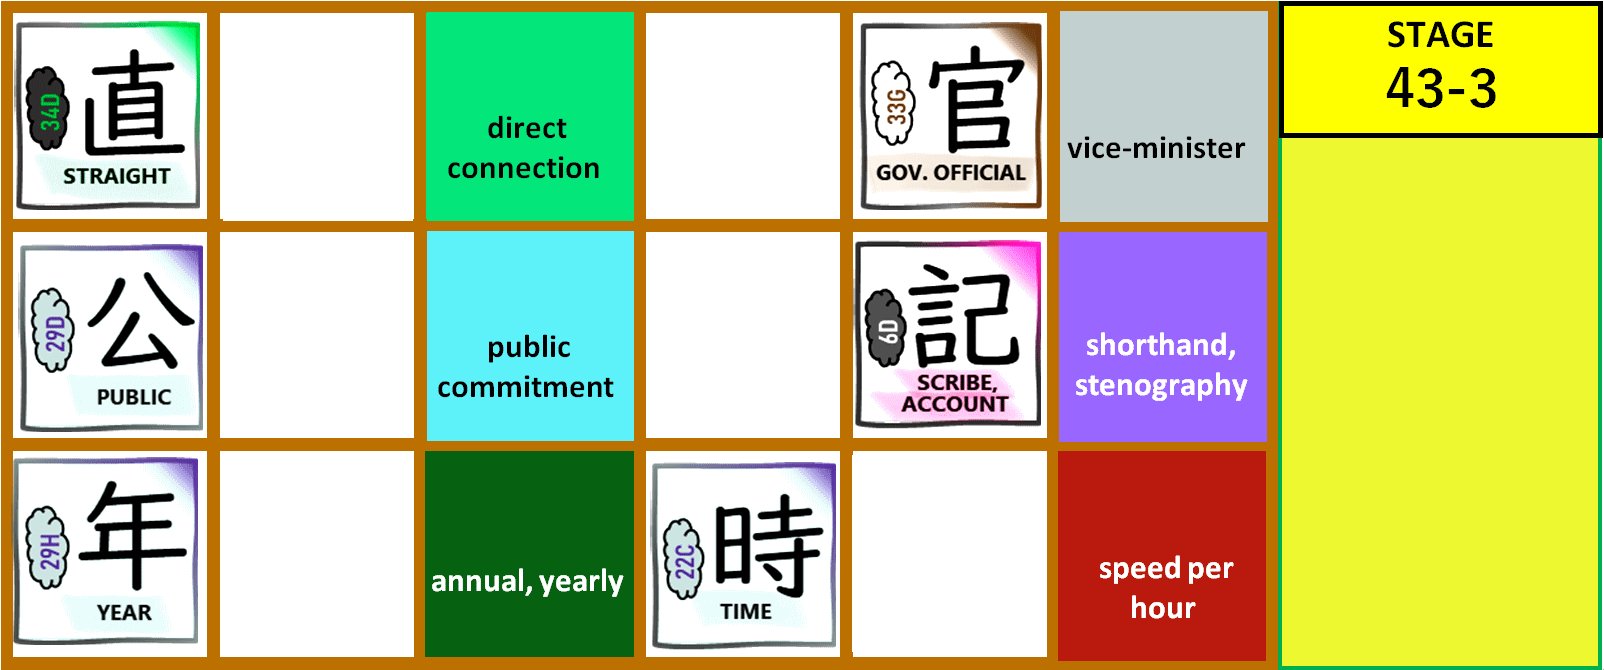 直
34D
STRAIGHT
direct
connection
官
33G
GOV. OFFICIAL
vice-minister
STAGE
43-3
公
29D
PUBLIC
public
commitment
記
6D
SCRIBE,
ACCOUNT
shorthand,
stenography
年
29H
YEAR
annual, yearly
時
22C
TIME
speed per
hour